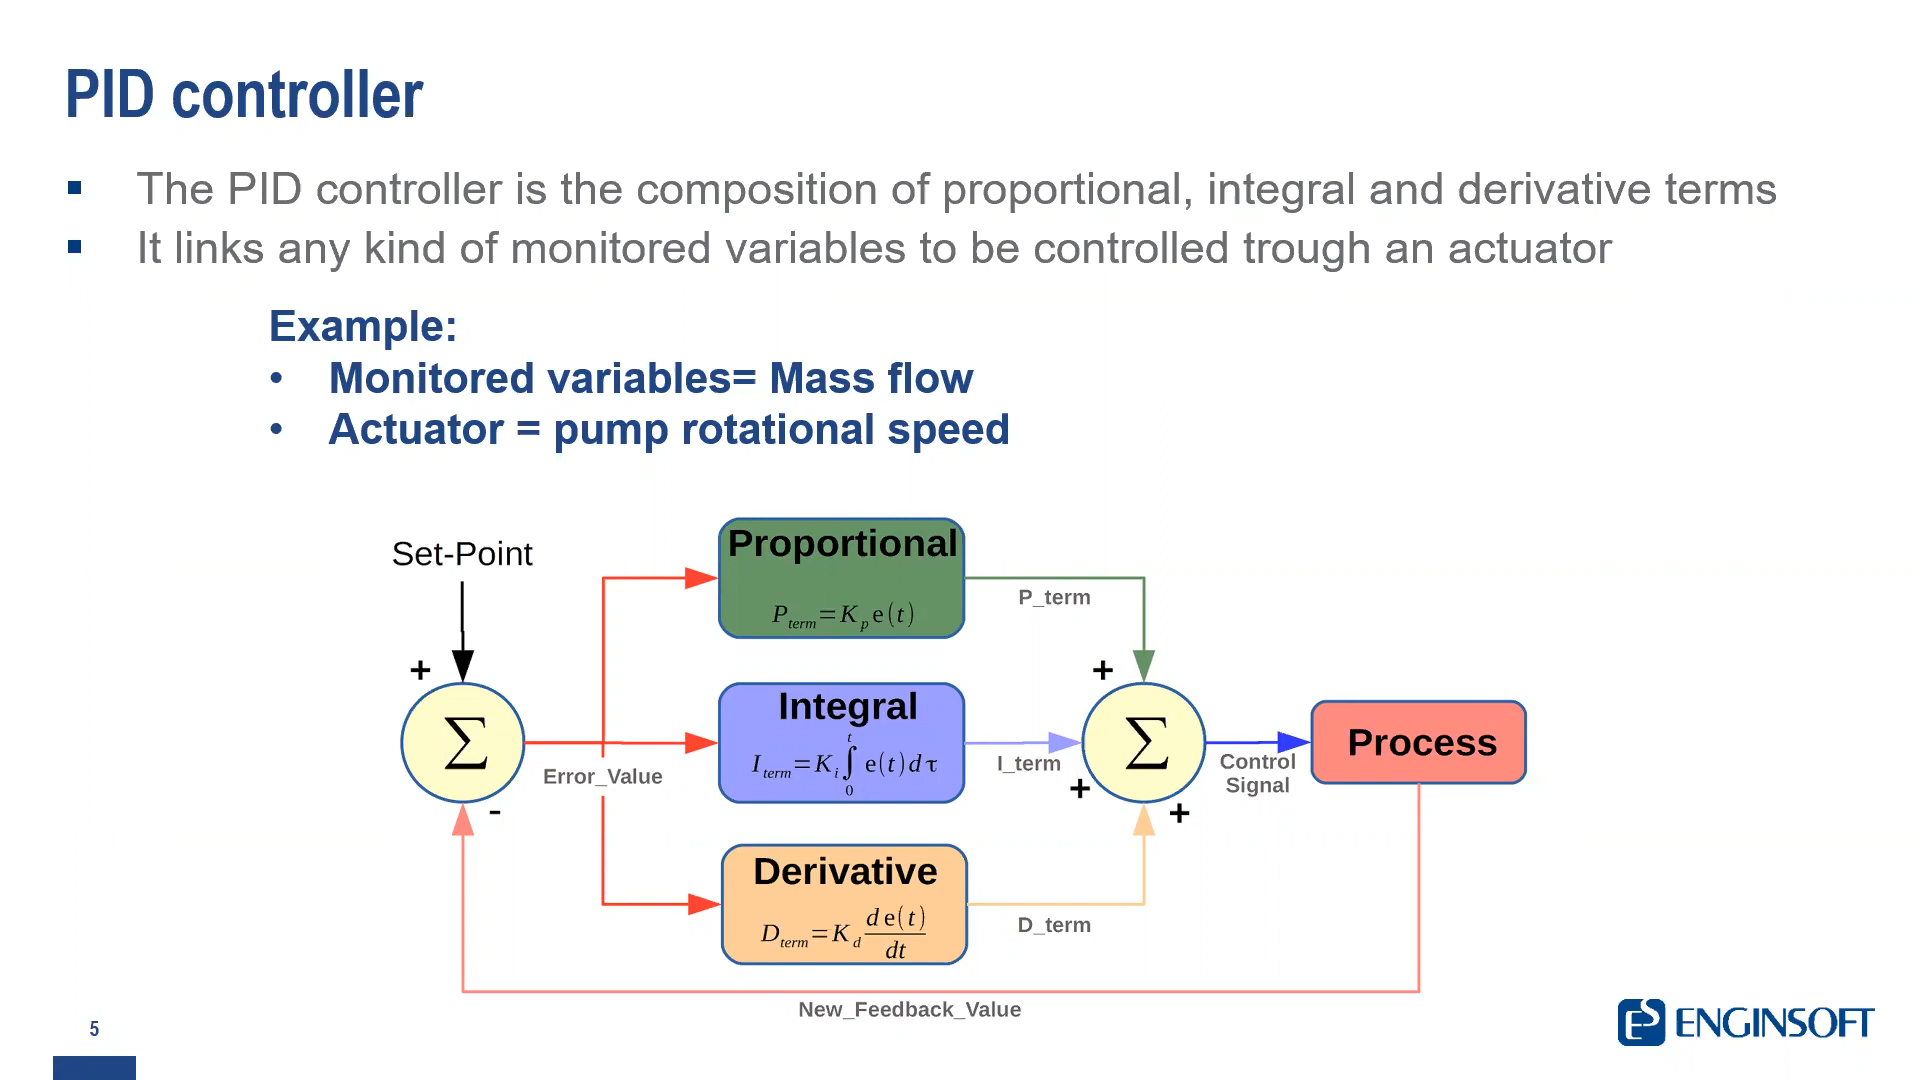 PID controller
▪ The PID controller is the composition of proportional, integral and derivative terms
▪ It links any kind of monitored variables to be controlled trough an actuator
Example:
• Monitored variables= Mass flow
• Actuator = pump rotational speed
Set-Point
+
Σ
-
Error_Value
Proportional
P_term = K_p e(t)
P_term
Integral
I_term = K_i ∫_0^t e(t) d τ
I_term
Derivative
D_term = K_d d e(t) / dt
D_term
+
+
+
Σ
Control
Signal
Process
New_Feedback_Value
5
ES ENGINSOFT